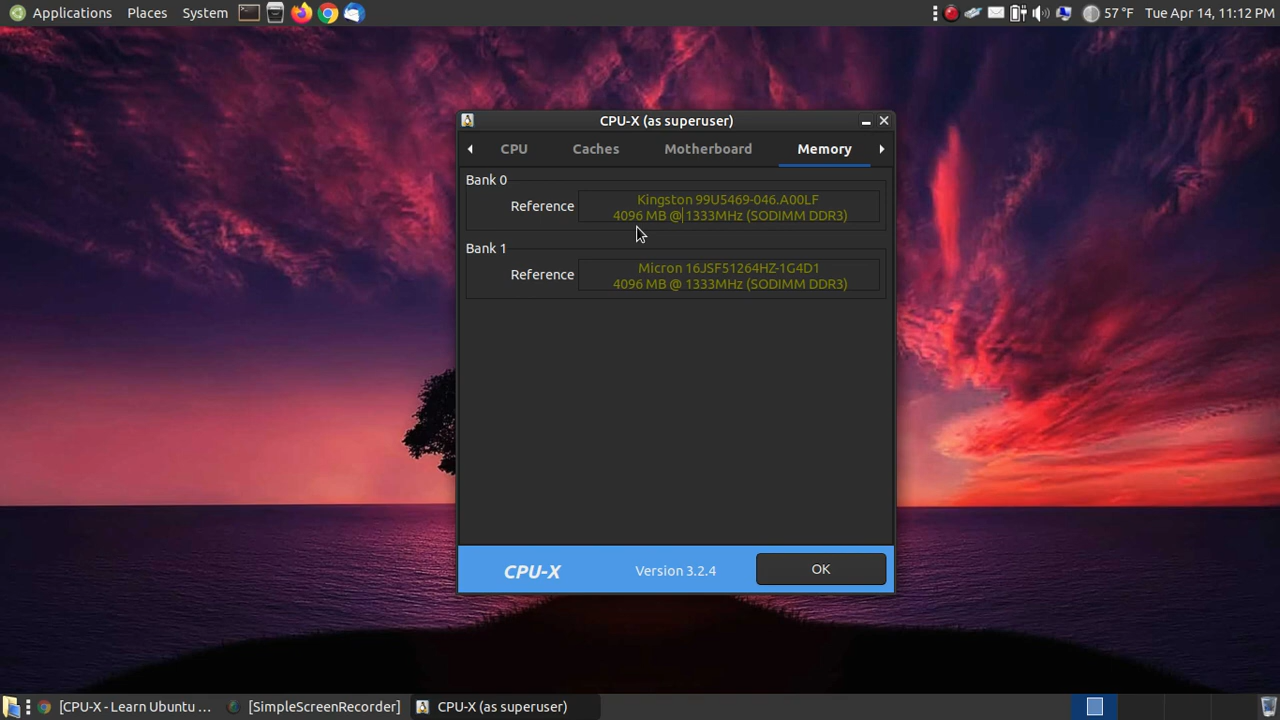 Applications Places System
57 °F Tue Apr 14, 11:12 PM
CPU-X (as superuser)
CPU Caches Motherboard Memory
Bank 0
Reference
Kingston 99U5469-046.A00LF
4096 MB @ 1333MHz (SODIMM DDR3)
Bank 1
Reference
Micron 16JSF51264HZ-1G4D1
4096 MB @ 1333MHz (SODIMM DDR3)
CPU-X Version 3.2.4 OK
[CPU-X - Learn Ubuntu ... [SimpleScreenRecorder] CPU-X (as superuser)